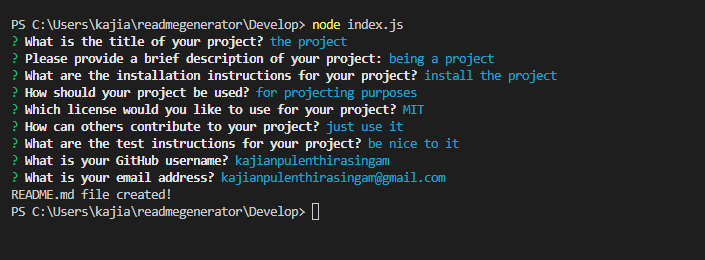 PS C:\Users\kajia\readmegenerator\Develop> node index.js
? What is the title of your project? the project
? Please provide a brief description of your project: being a project
? What are the installation instructions for your project? install the project
? How should your project be used? for projecting purposes
? Which license would you like to use for your project? MIT
? How can others contribute to your project? just use it
? What are the test instructions for your project? be nice to it
? What is your GitHub username? kajianpulenthirasingam
? What is your email address? kajianpulenthirasingam@gmail.com
README.md file created!
PS C:\Users\kajia\readmegenerator\Develop>